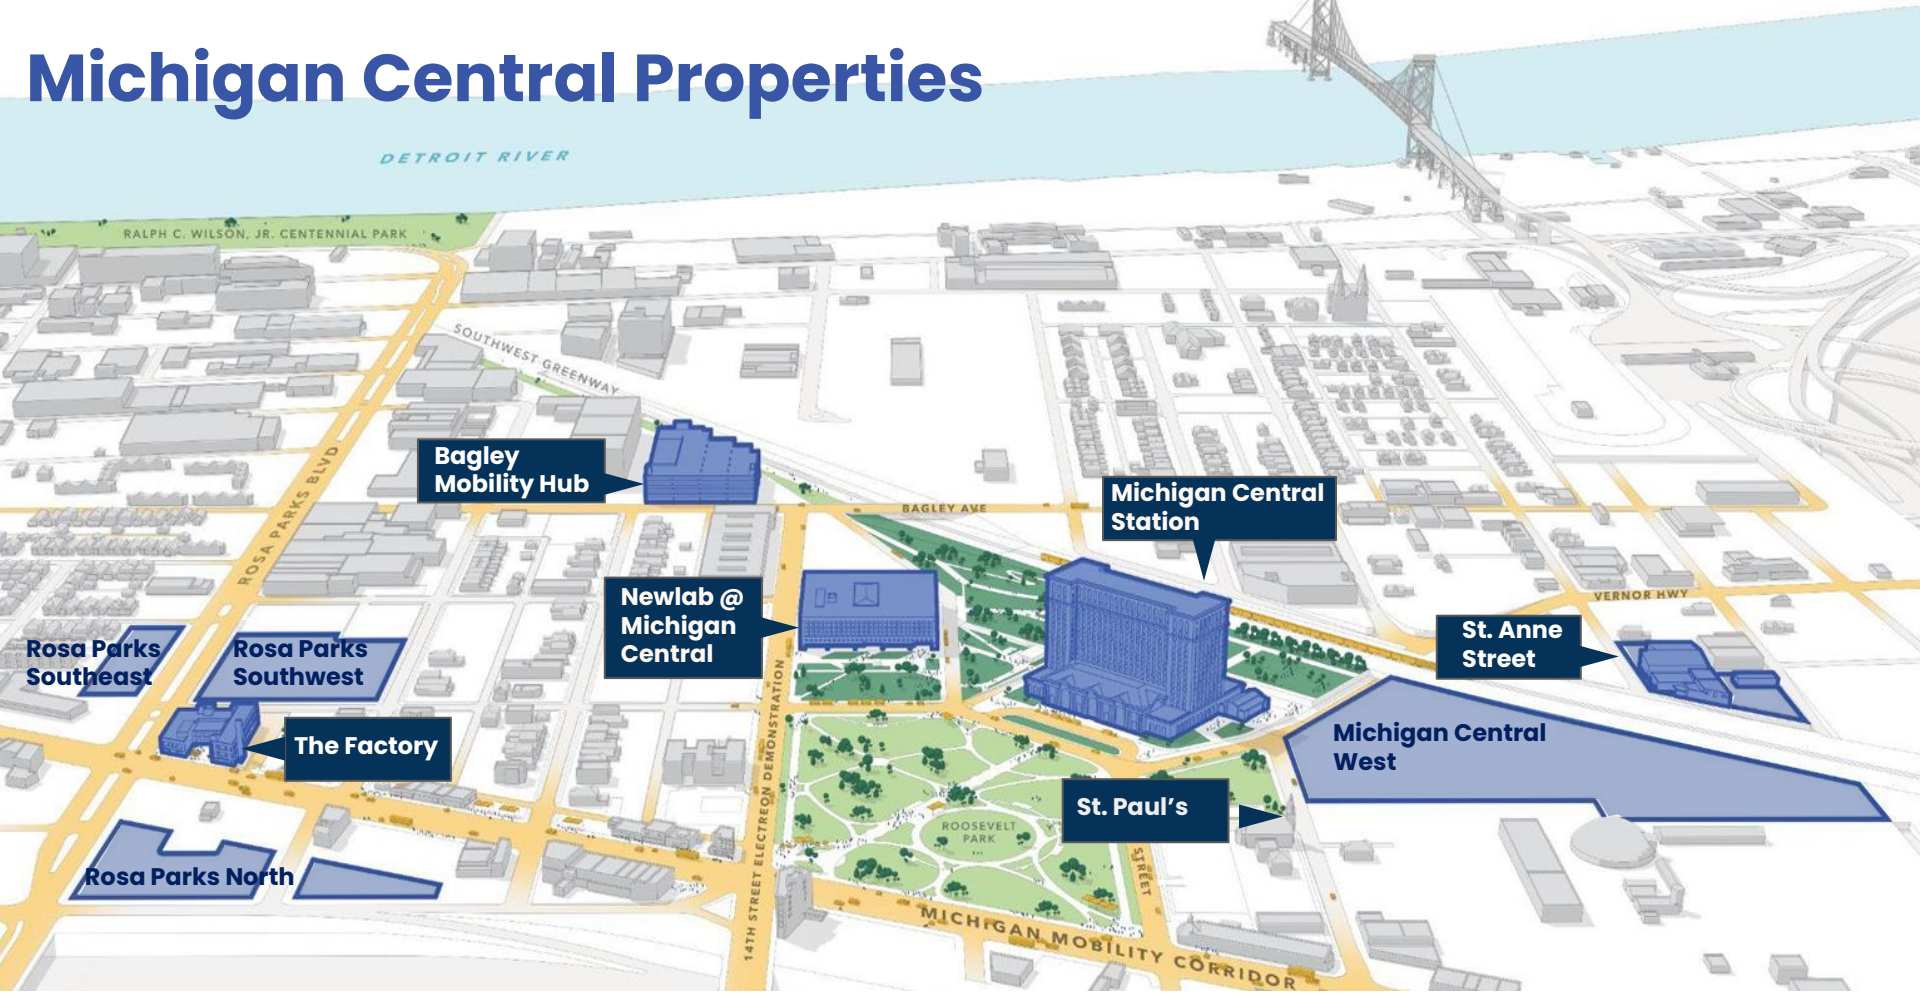 Michigan Central Properties
DETROIT RIVER
RALPH C. WILSON, JR. CENTENNIAL PARK
SOUTHWEST GREENWAY
ROSA PARKS BLVD
Bagley
Mobility Hub
BAGLEY AVE
Michigan Central
Station
Newlab @
Michigan
Central
VERNOR HWY
St. Anne
Street
Rosa Parks
Southeast
Rosa Parks
Southwest
The Factory
14TH STREET ELECTREON DEMONSTRATION
Michigan Central
West
St. Paul's
ROOSEVELT
PARK
STREET
Rosa Parks North
MICHIGAN MOBILITY CORRIDOR